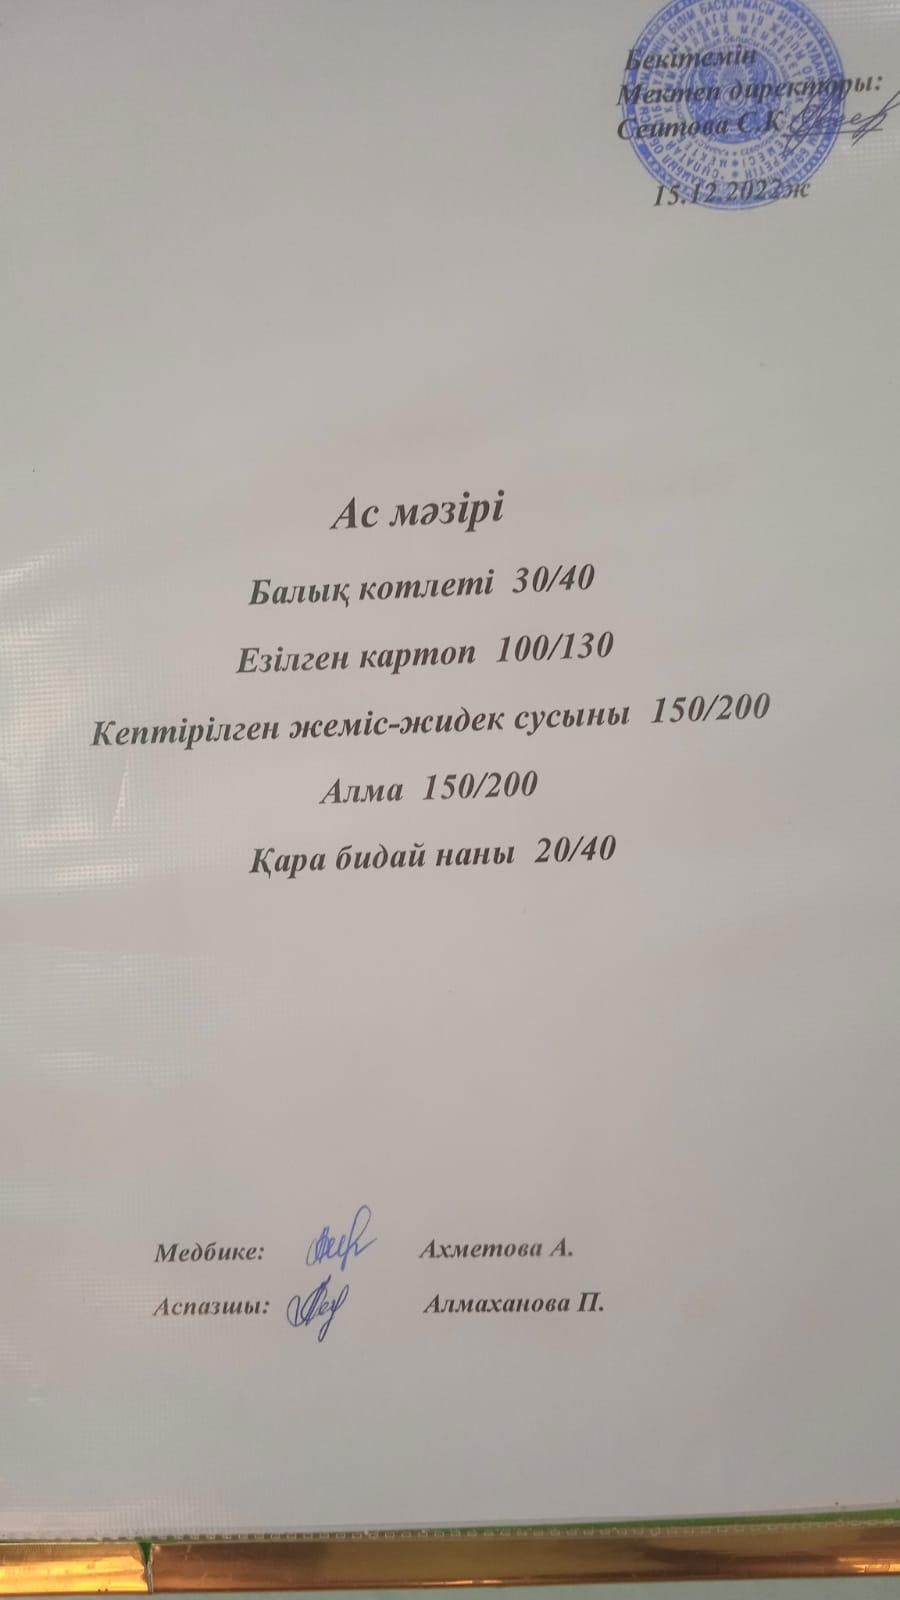 Бекітемін
Мектеп директоры:
Сеитова С.К
15.12.2022ж
Ас мәзірі
Балық котлеті 30/40
Езілген картоп 100/130
Кептірілген жеміс-жидек сусыны 150/200
Алма 150/200
Қара бидай наны 20/40
Медбике: Ахметова А.
Аспазшы: Алмаханова П.